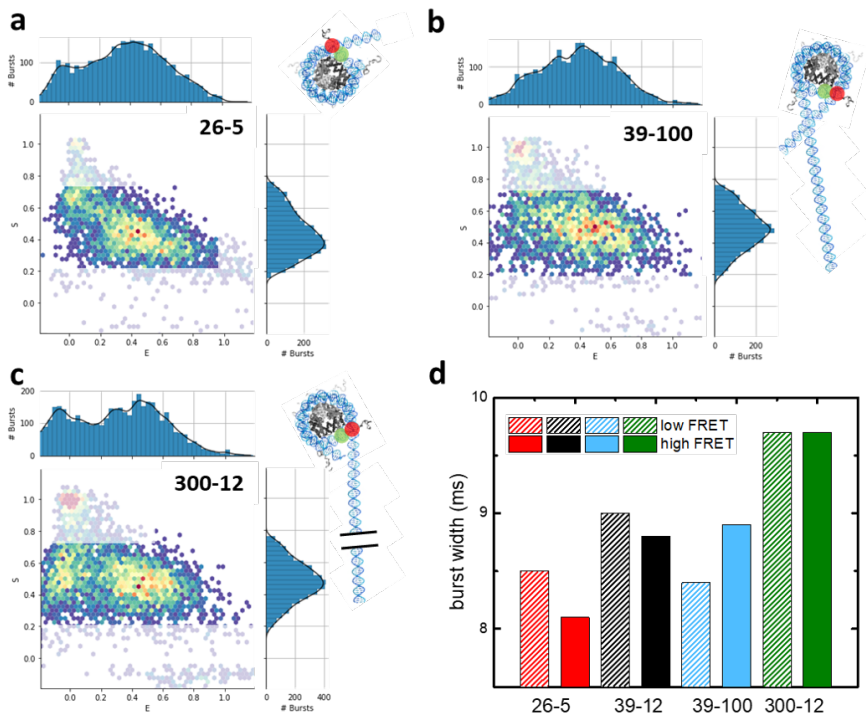 a
# Bursts
100
0
26-5
S
1.0
0.8
0.6
0.4
0.2
0.0
0.0 0.2 0.4 0.6 0.8 1.0
E
0 200
# Bursts
b
# Bursts
100
0
39-100
S
1.0
0.8
0.6
0.4
0.2
0.0
0.0 0.2 0.4 0.6 0.8 1.0
E
0 200
# Bursts
c
# Bursts
200
100
0
300-12
S
1.0
0.8
0.6
0.4
0.2
0.0
0.0 0.2 0.4 0.6 0.8 1.0
E
0 200 400
# Bursts
d
burst width (ms)
10
9
8
low FRET
high FRET
26-5 39-12 39-100 300-12